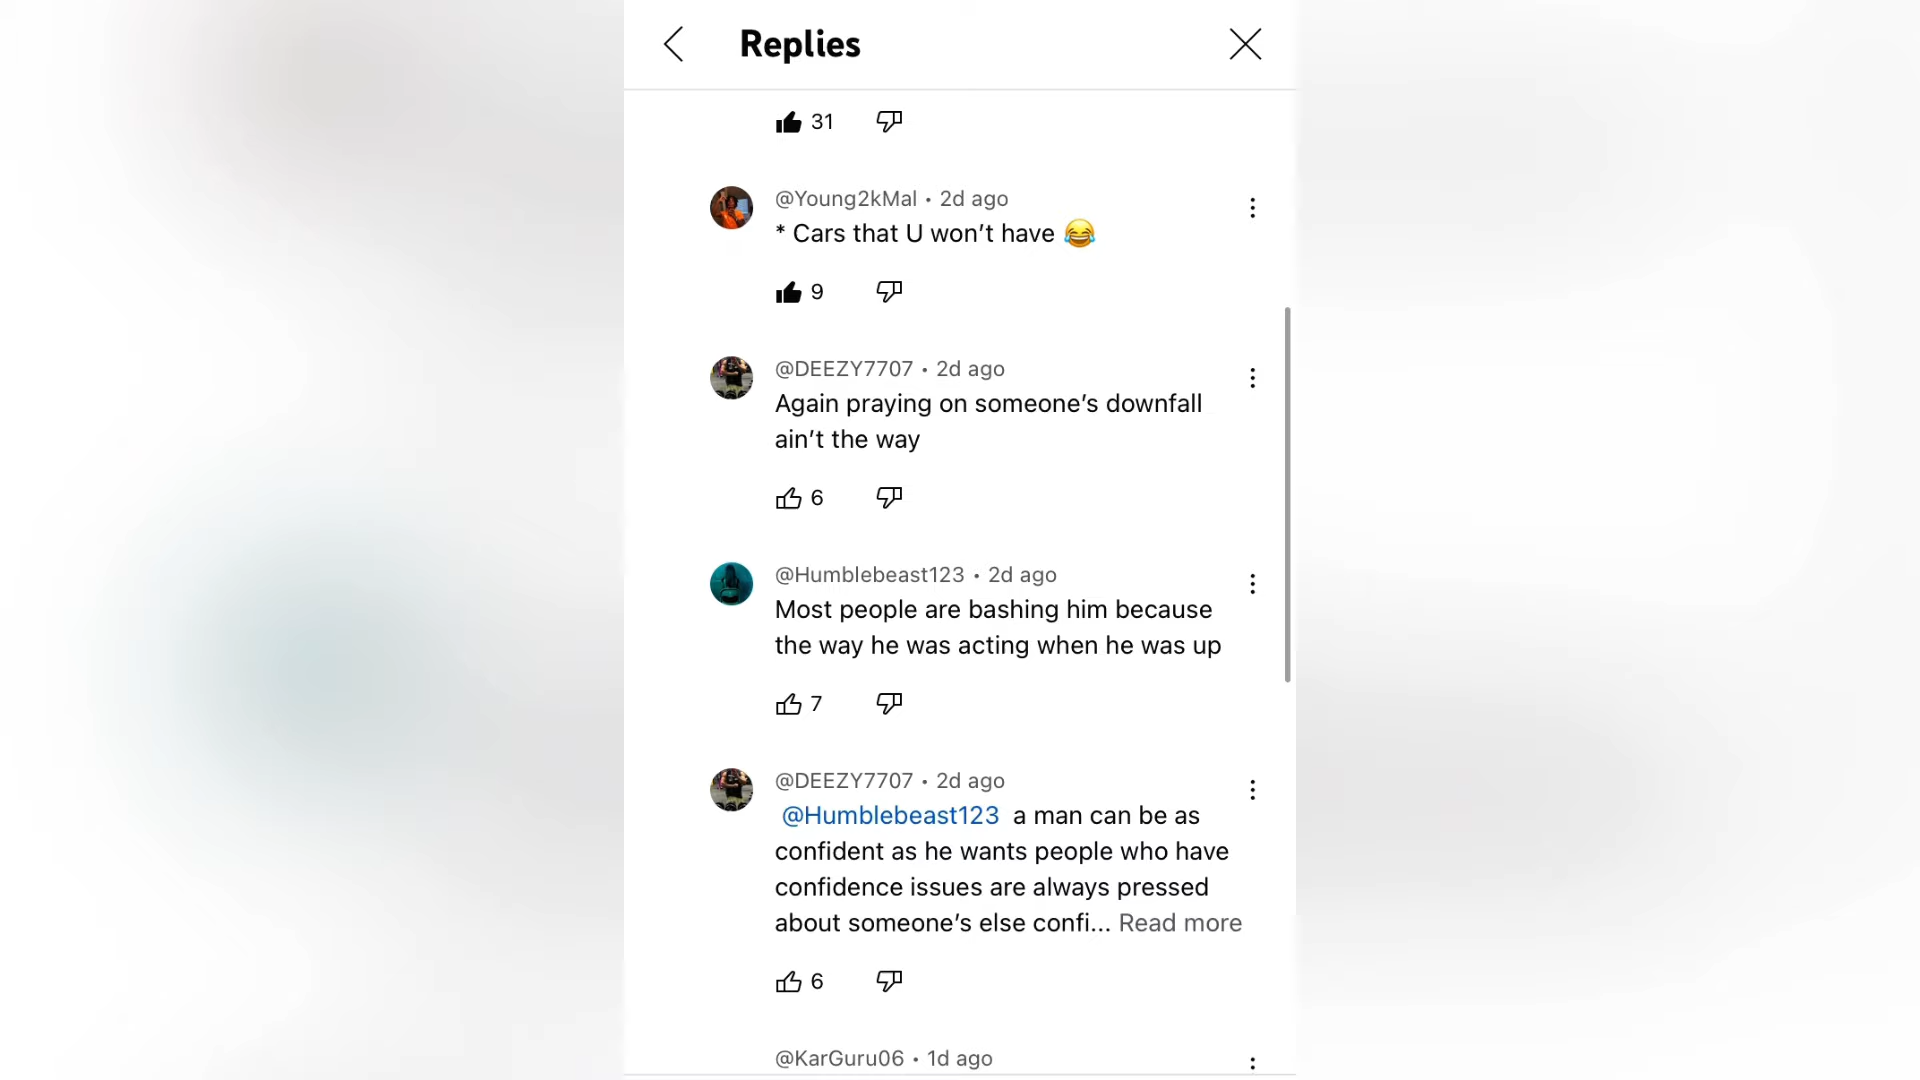 Replies
31
@Young2kMal • 2d ago
* Cars that U won’t have 😂
9
@DEEZY7707 • 2d ago
Again praying on someone’s downfall
ain’t the way
6
@Humblebeast123 • 2d ago
Most people are bashing him because
the way he was acting when he was up
7
@DEEZY7707 • 2d ago
@Humblebeast123 a man can be as
confident as he wants people who have
confidence issues are always pressed
about someone’s else confi... Read more
6
@KarGuru06 • 1d ago